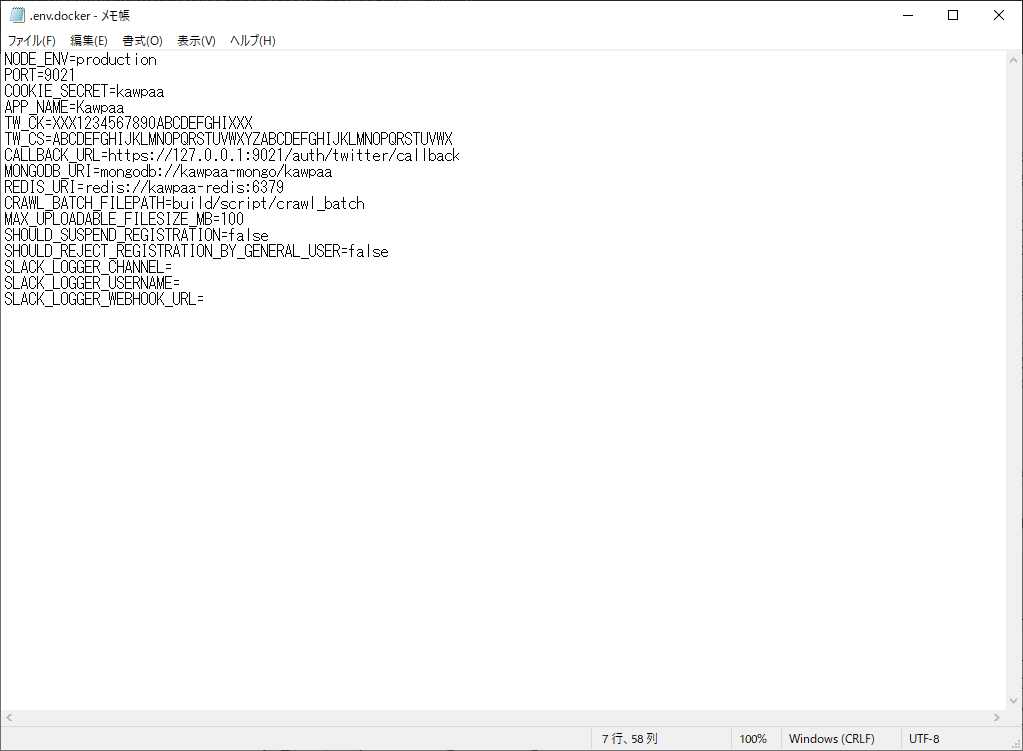 .env.docker - メモ帳
ファイル(F) 編集(E) 書式(O) 表示(V) ヘルプ(H)
NODE_ENV=production
PORT=9021
COOKIE_SECRET=kawpaa
APP_NAME=Kawpaa
TW_CK=XXX1234567890ABCDEFGHIXXX
TW_CS=ABCDEFGHIJKLMNOPQRSTUVWXYZABCDEFGHIJKLMNOPQRSTUVWX
CALLBACK_URL=https://127.0.0.1:9021/auth/twitter/callback
MONGODB_URI=mongodb://kawpaa-mongo/kawpaa
REDIS_URI=redis://kawpaa-redis:6379
CRAWL_BATCH_FILEPATH=build/script/crawl_batch
MAX_UPLOADABLE_FILESIZE_MB=100
SHOULD_SUSPEND_REGISTRATION=false
SHOULD_REJECT_REGISTRATION_BY_GENERAL_USER=false
SLACK_LOGGER_CHANNEL=
SLACK_LOGGER_USERNAME=
SLACK_LOGGER_WEBHOOK_URL=
7 行、58 列 100% Windows (CRLF) UTF-8